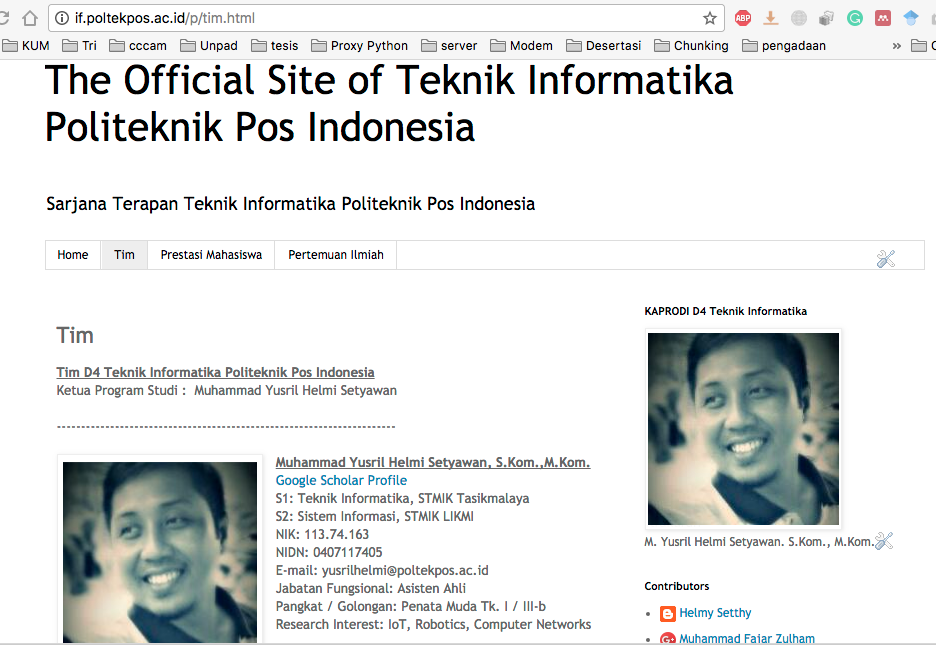 if.poltekpos.ac.id/p/tim.html
ABP
KUM Tri cccam Unpad tesis Proxy Python server Modem Desertasi Chunking pengadaan »
The Official Site of Teknik Informatika
Politeknik Pos Indonesia
Sarjana Terapan Teknik Informatika Politeknik Pos Indonesia
Home Tim Prestasi Mahasiswa Pertemuan Ilmiah
Tim
Tim D4 Teknik Informatika Politeknik Pos Indonesia
Ketua Program Studi : Muhammad Yusril Helmi Setyawan
-----------------------------------------------------------------------
Muhammad Yusril Helmi Setyawan, S.Kom.,M.Kom.
Google Scholar Profile
S1: Teknik Informatika, STMIK Tasikmalaya
S2: Sistem Informasi, STMIK LIKMI
NIK: 113.74.163
NIDN: 0407117405
E-mail: yusrilhelmi@poltekpos.ac.id
Jabatan Fungsional: Asisten Ahli
Pangkat / Golongan: Penata Muda Tk. I / III-b
Research Interest: IoT, Robotics, Computer Networks
KAPRODI D4 Teknik Informatika
M. Yusril Helmi Setyawan. S.Kom., M.Kom.
Contributors
Helmy Setthy
Muhammad Fajar Zulham